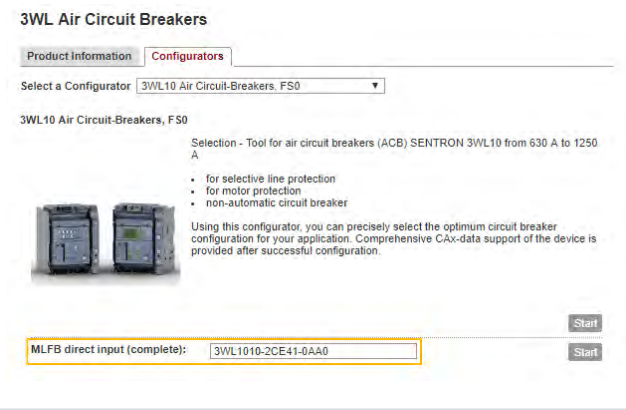 3WL Air Circuit Breakers
Product Information Configurators
Select a Configurator 3WL10 Air Circuit-Breakers, FS0
3WL10 Air Circuit-Breakers, FS0
Selection - Tool for air circuit breakers (ACB) SENTRON 3WL10 from 630 A to 1250
A
• for selective line protection
• for motor protection
• non-automatic circuit breaker
Using this configurator, you can precisely select the optimum circuit breaker
configuration for your application. Comprehensive CAx-data support of the device is
provided after successful configuration.
Start
MLFB direct input (complete): 3WL1010-2CE41-0AA0 Start